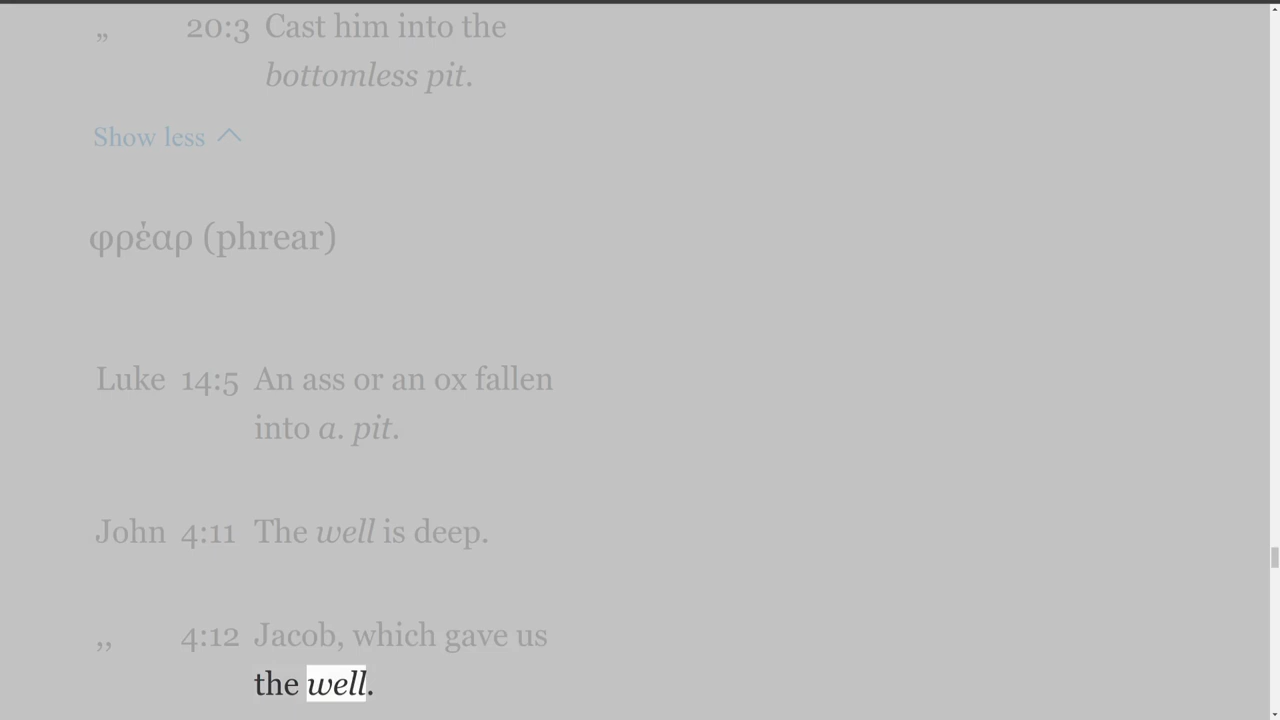 „ 20:3 Cast him into the
bottomless pit.
Show less
φρέαρ (phrear)
Luke 14:5 An ass or an ox fallen
into a. pit.
John 4:11 The well is deep.
,, 4:12 Jacob, which gave us
the well.